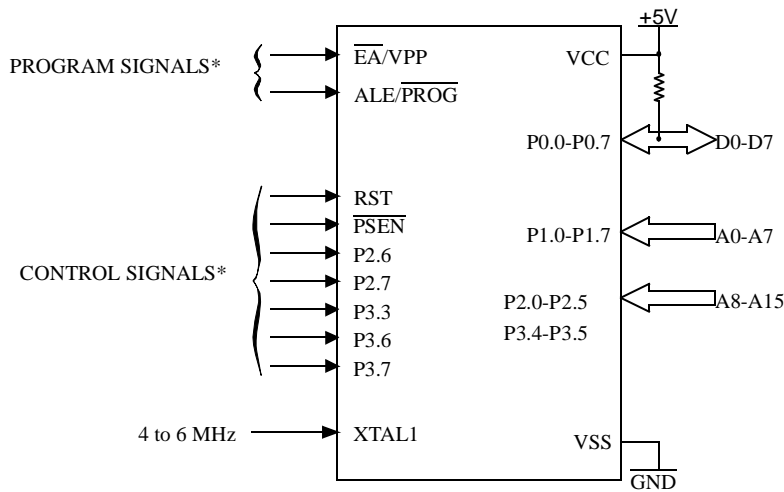 +5V
PROGRAM SIGNALS*
EA/VPP
ALE/PROG
VCC
P0.0-P0.7
D0-D7
CONTROL SIGNALS*
RST
PSEN
P2.6
P2.7
P3.3
P3.6
P3.7
P1.0-P1.7
A0-A7
P2.0-P2.5
P3.4-P3.5
A8-A15
4 to 6 MHz
XTAL1
VSS
GND